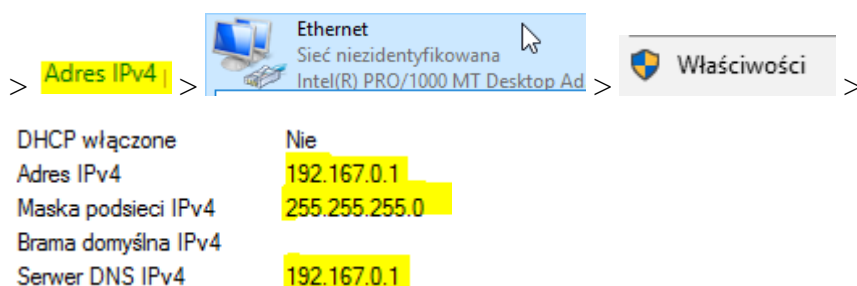 Ethernet
Sieć niezidentyfikowana
> Adres IPv4 > Intel(R) PRO/1000 MT Desktop Ad > Właściwości >
DHCP włączone Nie
Adres IPv4 192.167.0.1
Maska podsieci IPv4 255.255.255.0
Brama domyślna IPv4
Serwer DNS IPv4 192.167.0.1